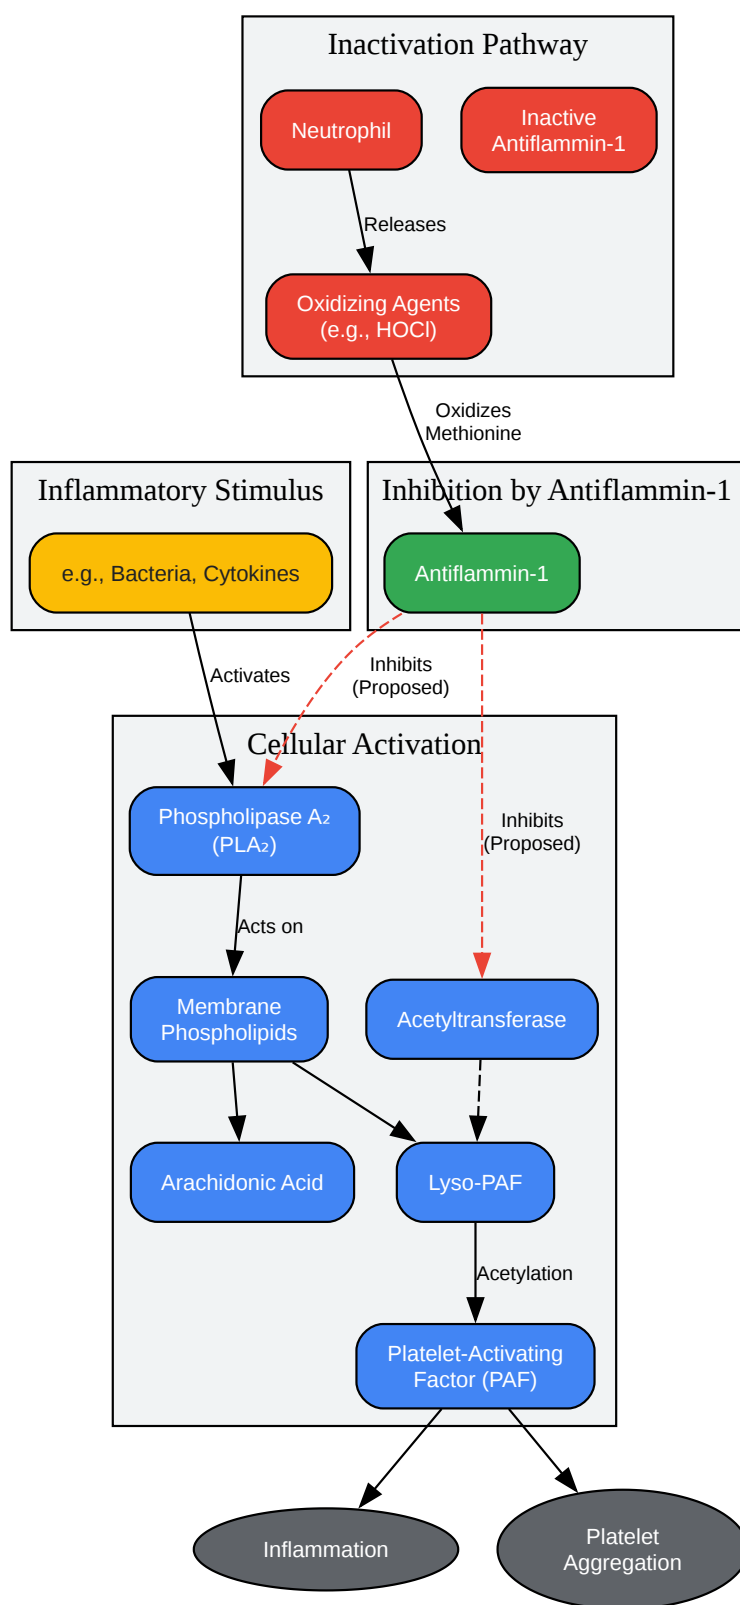 Inactivation Pathway
Neutrophil
Inactive
Antiflammin-1
Releases
Oxidizing Agents
(e.g., HOCl)
Oxidizes
Methionine
Inflammatory Stimulus
e.g., Bacteria, Cytokines
Inhibition by Antiflammin-1
Antiflammin-1
Activates
Inhibits
(Proposed)
Cellular Activation
Phospholipase A₂
(PLA₂)
Inhibits
(Proposed)
Acts on
Membrane
Phospholipids
Acetyltransferase
Arachidonic Acid
Lyso-PAF
Acetylation
Platelet-Activating
Factor (PAF)
Inflammation
Platelet
Aggregation